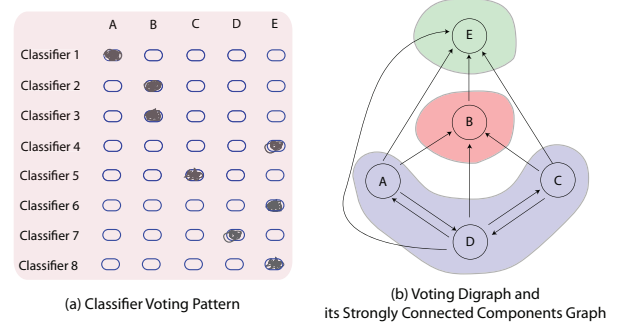 A B C D E
Classifier 1
Classifier 2
Classifier 3
Classifier 4
Classifier 5
Classifier 6
Classifier 7
Classifier 8
(a) Classifier Voting Pattern
E
B
A
C
D
(b) Voting Digraph and
its Strongly Connected Components Graph